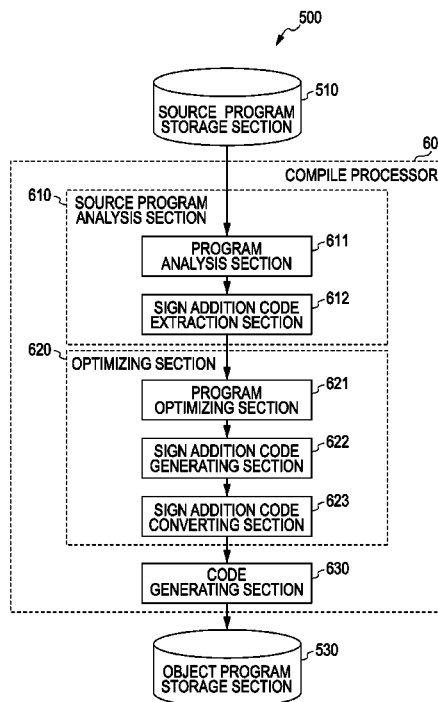 500
SOURCE PROGRAM
STORAGE SECTION
510
60
COMPILE PROCESSOR
610
SOURCE PROGRAM
ANALYSIS SECTION
PROGRAM
ANALYSIS SECTION
611
SIGN ADDITION CODE
EXTRACTION SECTION
612
620
OPTIMIZING SECTION
PROGRAM
OPTIMIZING SECTION
621
SIGN ADDITION CODE
GENERATING SECTION
622
SIGN ADDITION CODE
CONVERTING SECTION
623
CODE
GENERATING SECTION
630
OBJECT PROGRAM
STORAGE SECTION
530